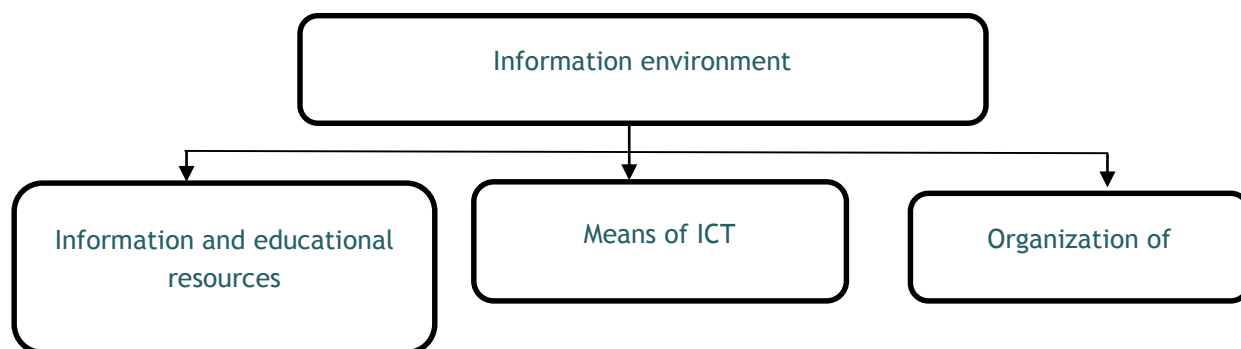 Information environment
Information and educational
resources
Means of ICT
Organization of